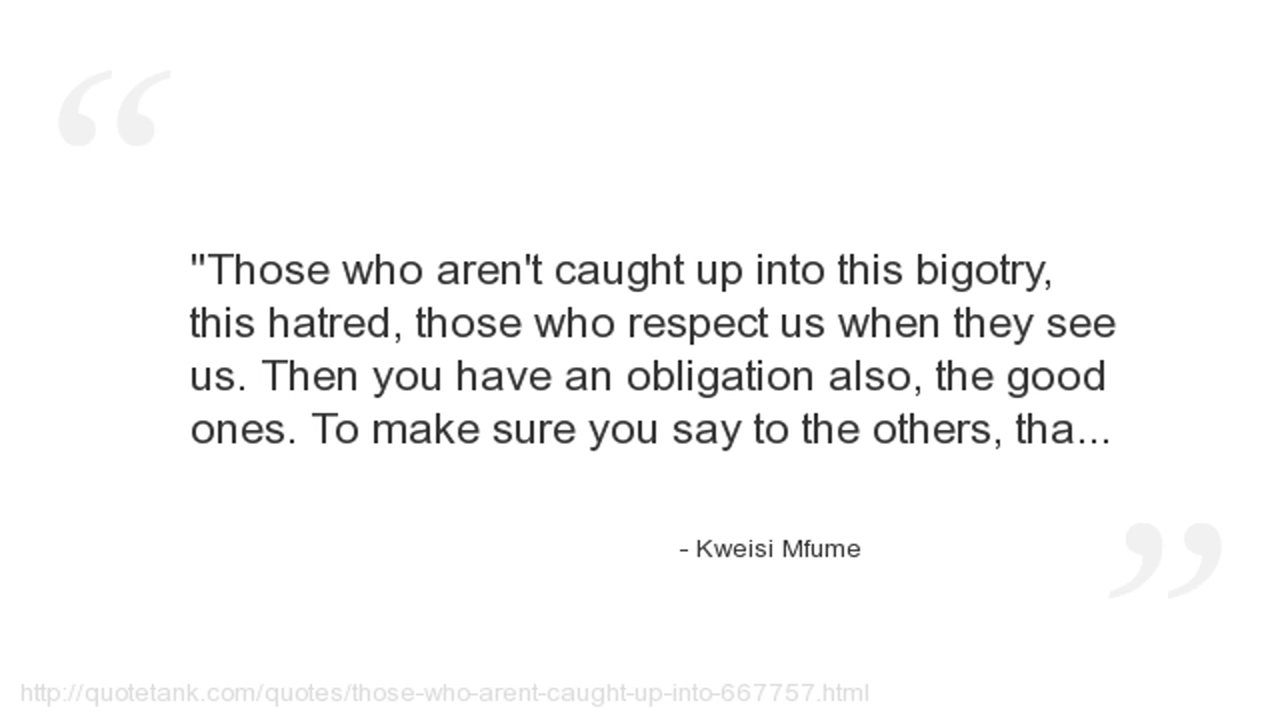 "Those who aren't caught up into this bigotry,
this hatred, those who respect us when they see
us. Then you have an obligation also, the good
ones. To make sure you say to the others, tha...
- Kweisi Mfume
http://quotetank.com/quotes/those-who-arent-caught-up-into-667757.html